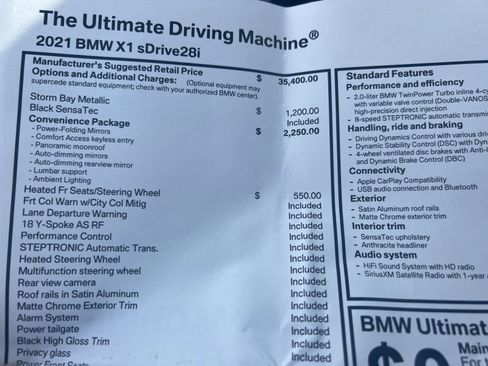 The Ultimate Driving Machine®
2021 BMW X1 sDrive28i
Manufacturer's Suggested Retail Price $ 35,400.00
Options and Additional Charges: (Optional equipment may
supercede standard equipment; check with your authorized BMW center).
Storm Bay Metallic $ 1,200.00
Black SensaTec Included
Convenience Package $ 2,250.00
- Power-Folding Mirrors
- Comfort Access keyless entry
- Panoramic moonroof
- Auto-dimming mirrors
- Auto-dimming rearview mirror
- Lumbar support
- Ambient Lighting
Heated Fr Seats/Steering Wheel $ 550.00
Frt Col Warn w/City Col Mitig Included
Lane Departure Warning Included
18 Y-Spoke AS RF Included
Performance Control Included
STEPTRONIC Automatic Trans. Included
Heated Steering Wheel Included
Multifunction steering wheel Included
Rear view camera Included
Roof rails in Satin Aluminum Included
Matte Chrome Exterior Trim Included
Alarm System Included
Power tailgate Included
Black High Gloss Trim Included
Privacy glass Included
Power Front Seats
Standard Features
Performance and efficiency
- 2.0-liter BMW TwinPower Turbo inline 4-cy
with variable valve control (Double-VANOS
high-precision direct injection
- 8-speed STEPTRONIC automatic transmis
Handling, ride and braking
- Driving Dynamics Control with various driv
- Dynamic Stability Control (DSC) with Dyn
- 4-wheel ventilated disc brakes with Anti-l
and Dynamic Brake Control (DBC)
Connectivity
- Apple CarPlay Compatibility
- USB audio connection and Bluetooth
Exterior
- Satin Aluminum roof rails
- Matte Chrome exterior trim
Interior trim
- SensaTec upholstery
- Anthracite headliner
Audio system
- HiFi Sound System with HD radio
- SiriusXM Satellite Radio with 1-year
BMW Ultimat
Main
For t